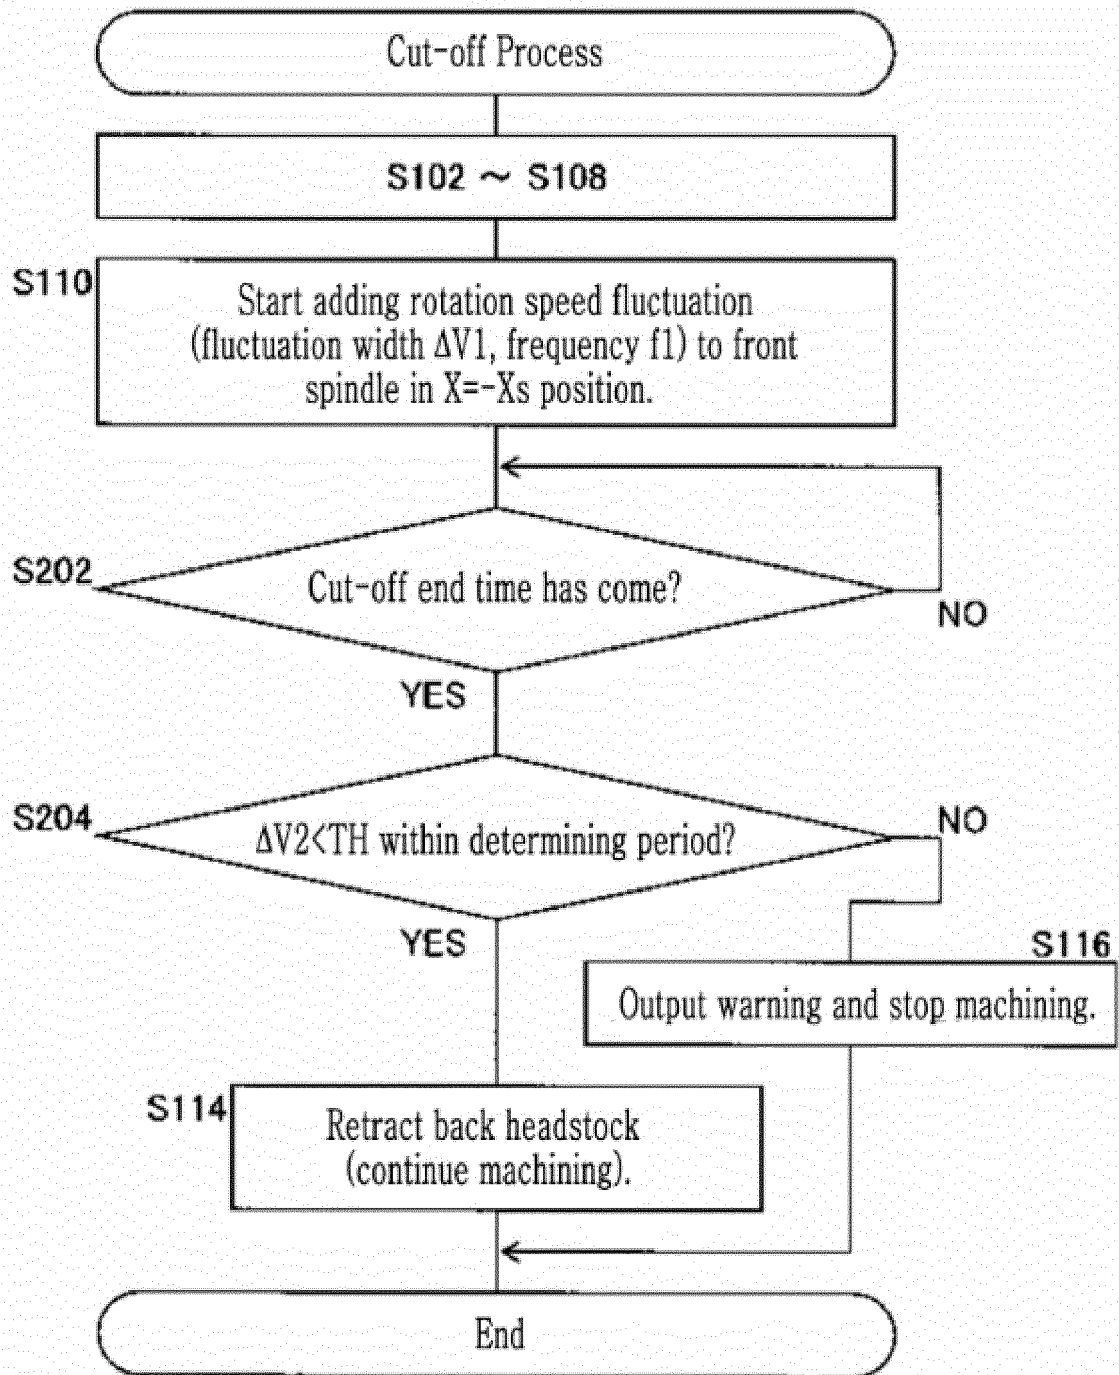 Cut-off Process
S102 ~ S108
S110
Start adding rotation speed fluctuation
(fluctuation width ΔV1, frequency f1) to front
spindle in X=-Xs position.
S202
Cut-off end time has come?
NO
YES
S204
ΔV2<TH within determining period?
NO
YES
S116
Output warning and stop machining.
S114
Retract back headstock
(continue machining).
End